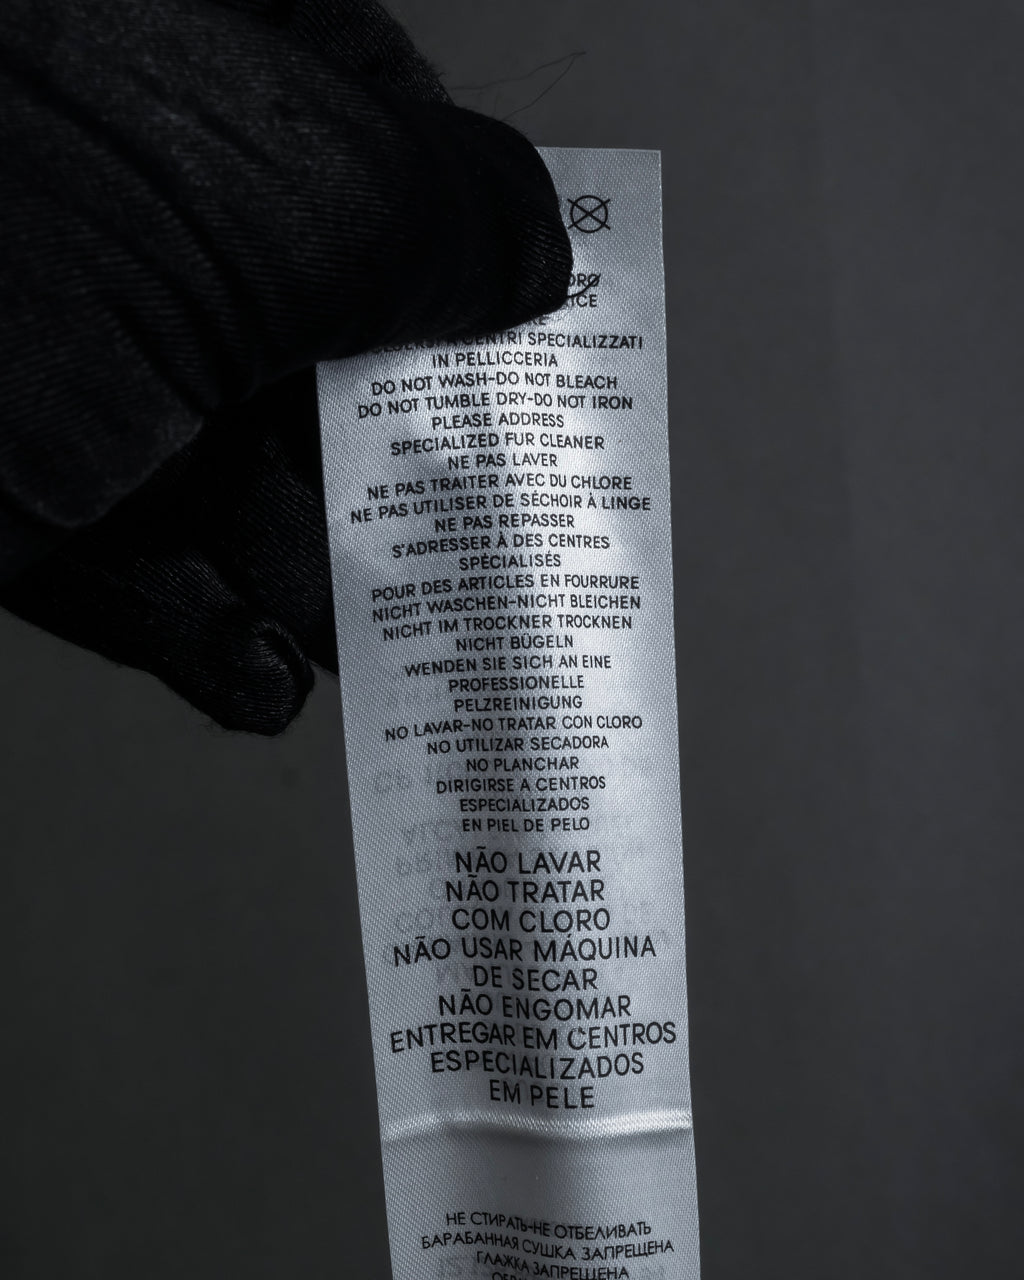 CENTRI SPECIALIZZATI
IN PELLICCERIA
DO NOT WASH-DO NOT BLEACH
DO NOT TUMBLE DRY-DO NOT IRON
PLEASE ADDRESS
SPECIALIZED FUR CLEANER
NE PAS LAVER
NE PAS TRAITER AVEC DU CHLORE
NE PAS UTILISER DE SÉCHOIR À LINGE
NE PAS REPASSER
S'ADRESSER À DES CENTRES
SPÉCIALISÉS
POUR DES ARTICLES EN FOURRURE
NICHT WASCHEN-NICHT BLEICHEN
NICHT IM TROCKNER TROCKNEN
NICHT BÜGELN
WENDEN SIE SICH AN EINE
PROFESSIONELLE
PELZREINIGUNG
NO LAVAR-NO TRATAR CON CLORO
NO UTILIZAR SECADORA
NO PLANCHAR
DIRIGIRSE A CENTROS
ESPECIALIZADOS
EN PIEL DE PELO
NÃO LAVAR
NÃO TRATAR
COM CLORO
NÃO USAR MÁQUINA
DE SECAR
NÃO ENGOMAR
ENTREGAR EM CENTROS
ESPECIALIZADOS
EM PELE
НЕ СТИРАТЬ-НЕ ОТБЕЛИВАТЬ
БАРАБАННАЯ СУШКА ЗАПРЕЩЕНА
ГЛАЖКА ЗАПРЕЩЕНА